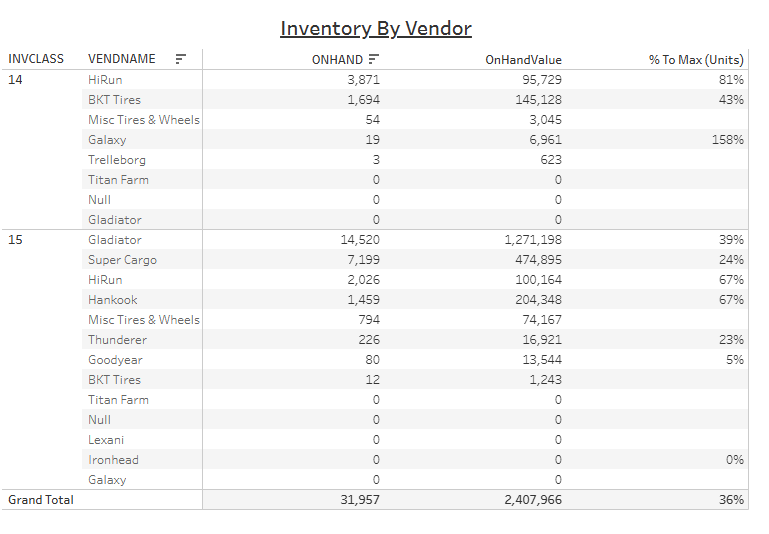 Inventory By Vendor
INVCLASS VENDNAME ONHAND OnHandValue % To Max (Units)
14 HiRun 3,871 95,729 81%
BKT Tires 1,694 145,128 43%
Misc Tires & Wheels 54 3,045
Galaxy 19 6,961 158%
Trelleborg 3 623
Titan Farm 0 0
Null 0 0
Gladiator 0 0
15 Gladiator 14,520 1,271,198 39%
Super Cargo 7,199 474,895 24%
HiRun 2,026 100,164 67%
Hankook 1,459 204,348 67%
Misc Tires & Wheels 794 74,167
Thunderer 226 16,921 23%
Goodyear 80 13,544 5%
BKT Tires 12 1,243
Titan Farm 0 0
Null 0 0
Lexani 0 0
Ironhead 0 0 0%
Galaxy 0 0
Grand Total 31,957 2,407,966 36%